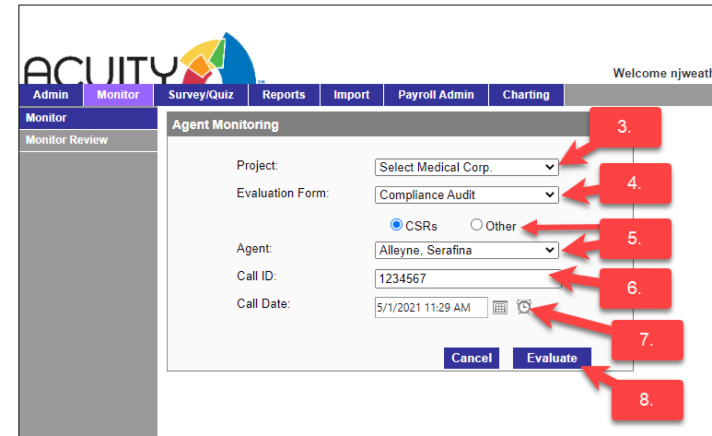 ACUITY
Welcome njweath
Admin Monitor Survey/Quiz Reports Import Payroll Admin Charting
Monitor
Monitor Review
Agent Monitoring
3.
Project: Select Medical Corp.
4.
Evaluation Form: Compliance Audit
CSRs Other
5.
Agent: Alleyne, Serafina
Call ID: 1234567
6.
Call Date: 5/1/2021 11:29 AM
7.
Cancel Evaluate
8.